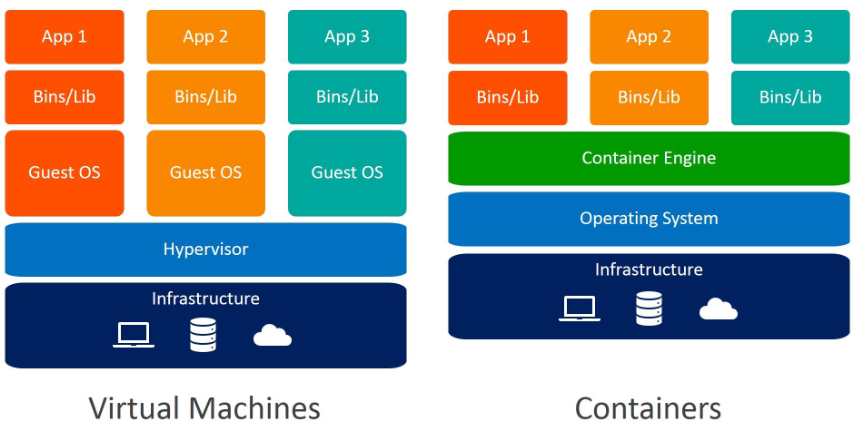 App 1
App 2
App 3
Bins/Lib
Bins/Lib
Bins/Lib
Guest OS
Guest OS
Guest OS
Hypervisor
Infrastructure
Virtual Machines
App 1
App 2
App 3
Bins/Lib
Bins/Lib
Bins/Lib
Container Engine
Operating System
Infrastructure
Containers